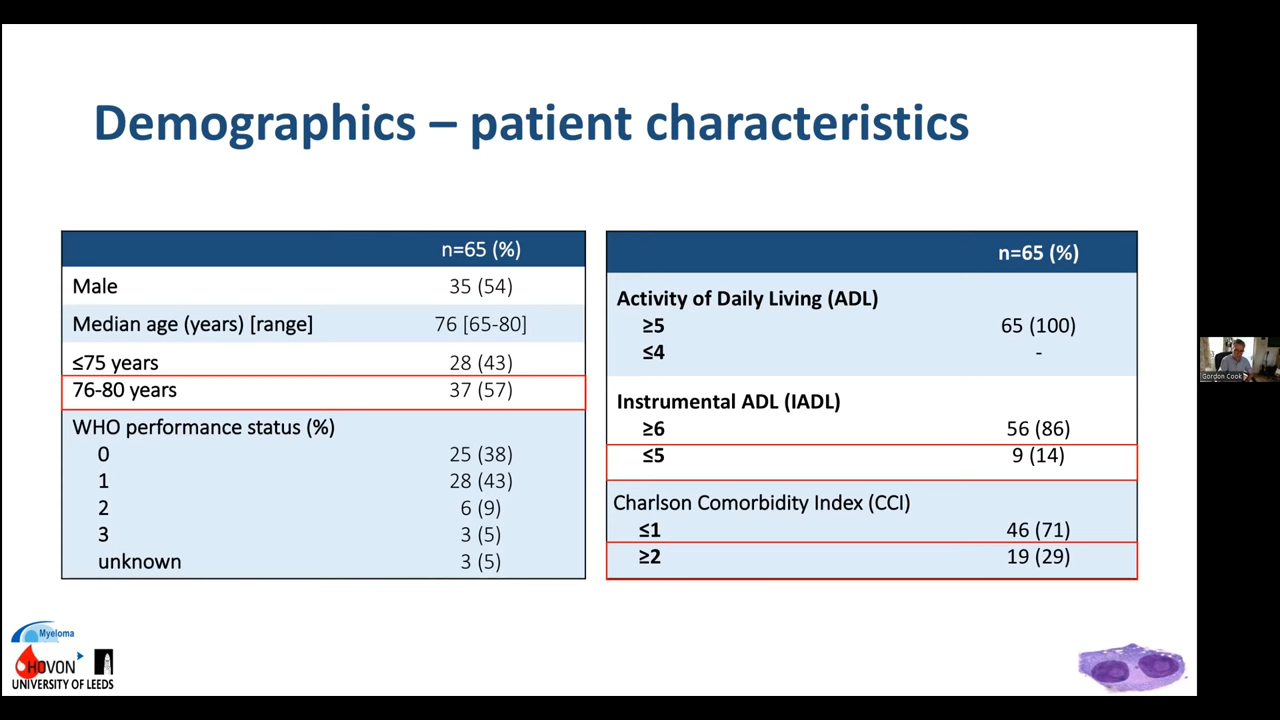 Demographics – patient characteristics
n=65 (%)
Male 35 (54)
Median age (years) [range] 76 [65-80]
≤75 years 28 (43)
76-80 years 37 (57)
WHO performance status (%)
0 25 (38)
1 28 (43)
2 6 (9)
3 3 (5)
unknown 3 (5)
n=65 (%)
Activity of Daily Living (ADL)
≥5 65 (100)
≤4 -
Instrumental ADL (IADL)
≥6 56 (86)
≤5 9 (14)
Charlson Comorbidity Index (CCI)
≤1 46 (71)
≥2 19 (29)
Myeloma
HOVON
UNIVERSITY OF LEEDS
Gordon Cook